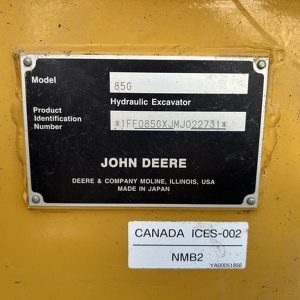 Model
85G
Hydraulic Excavator
Product
Identification
Number
*1FF085GXJMJ022731*
JOHN DEERE
DEERE & COMPANY MOLINE, ILLINOIS, USA
MADE IN JAPAN
CANADA ICES-002
NMB2
YA00051856